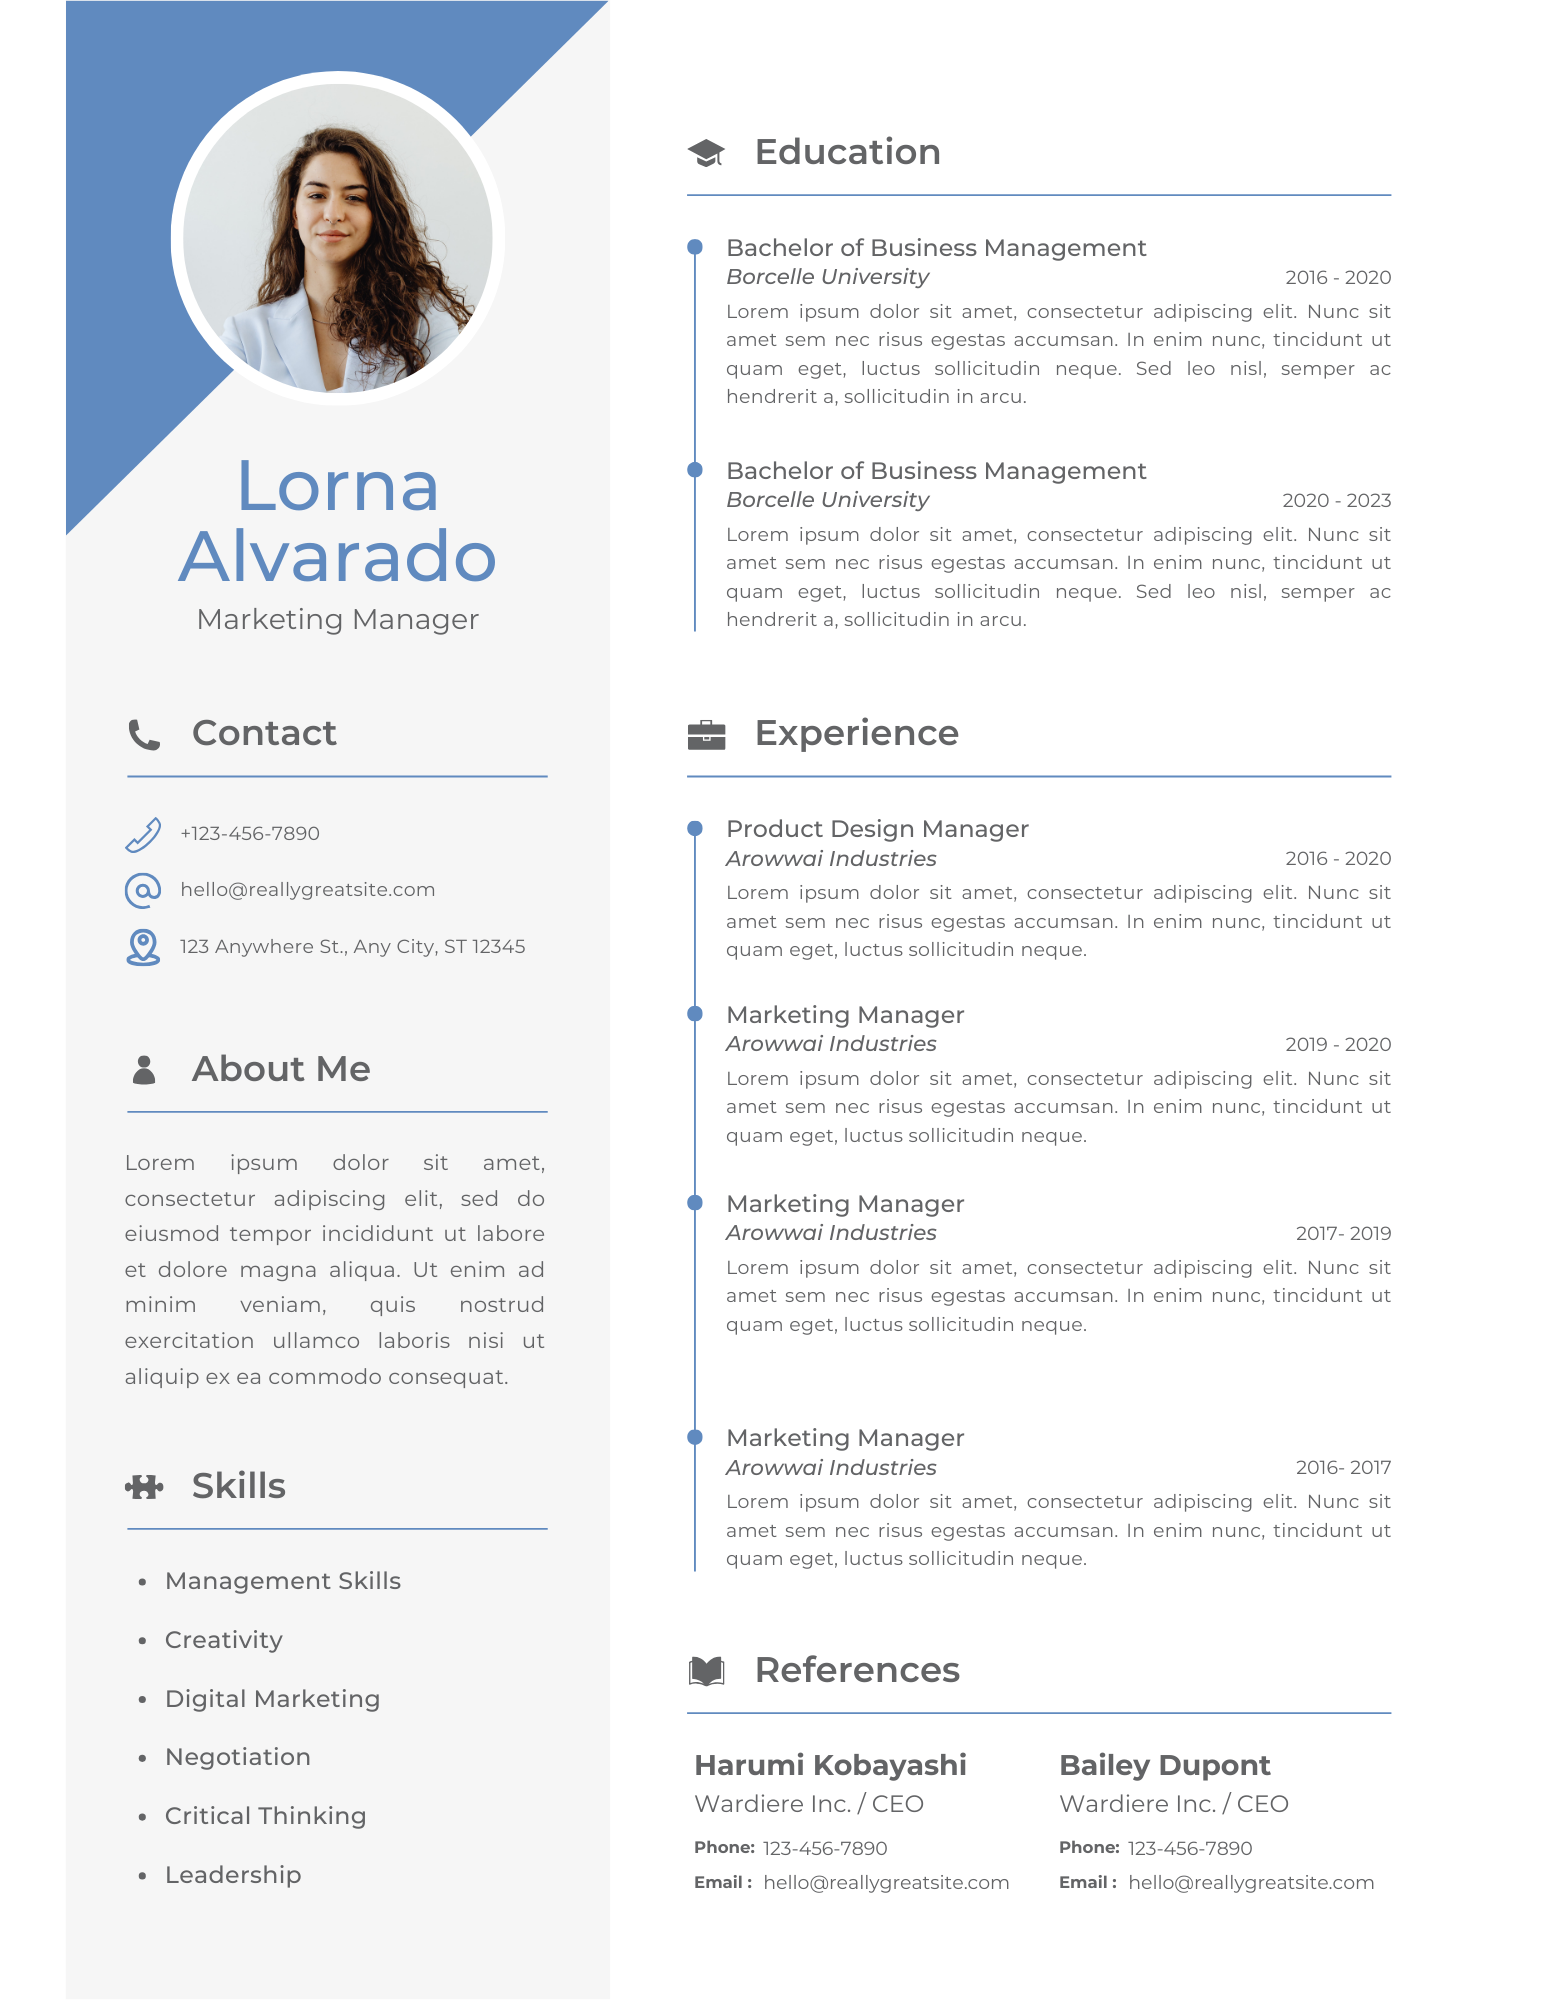 Lorna
Alvarado
Marketing Manager
Contact
+123-456-7890
hello@reallygreatsite.com
123 Anywhere St., Any City, ST 12345
About Me
Lorem ipsum dolor sit amet,
consectetur adipiscing elit, sed do
eiusmod tempor incididunt ut labore
et dolore magna aliqua. Ut enim ad
minim veniam, quis nostrud
exercitation ullamco laboris nisi ut
aliquip ex ea commodo consequat.
Skills
• Management Skills
• Creativity
• Digital Marketing
• Negotiation
• Critical Thinking
• Leadership
Education
Bachelor of Business Management
Borcelle University 2016 - 2020
Lorem ipsum dolor sit amet, consectetur adipiscing elit. Nunc sit
amet sem nec risus egestas accumsan. In enim nunc, tincidunt ut
quam eget, luctus sollicitudin neque. Sed leo nisl, semper ac
hendrerit a, sollicitudin in arcu.
Bachelor of Business Management
Borcelle University 2020 - 2023
Lorem ipsum dolor sit amet, consectetur adipiscing elit. Nunc sit
amet sem nec risus egestas accumsan. In enim nunc, tincidunt ut
quam eget, luctus sollicitudin neque. Sed leo nisl, semper ac
hendrerit a, sollicitudin in arcu.
Experience
Product Design Manager
Arowwai Industries 2016 - 2020
Lorem ipsum dolor sit amet, consectetur adipiscing elit. Nunc sit
amet sem nec risus egestas accumsan. In enim nunc, tincidunt ut
quam eget, luctus sollicitudin neque.
Marketing Manager
Arowwai Industries 2019 - 2020
Lorem ipsum dolor sit amet, consectetur adipiscing elit. Nunc sit
amet sem nec risus egestas accumsan. In enim nunc, tincidunt ut
quam eget, luctus sollicitudin neque.
Marketing Manager
Arowwai Industries 2017- 2019
Lorem ipsum dolor sit amet, consectetur adipiscing elit. Nunc sit
amet sem nec risus egestas accumsan. In enim nunc, tincidunt ut
quam eget, luctus sollicitudin neque.
Marketing Manager
Arowwai Industries 2016- 2017
Lorem ipsum dolor sit amet, consectetur adipiscing elit. Nunc sit
amet sem nec risus egestas accumsan. In enim nunc, tincidunt ut
quam eget, luctus sollicitudin neque.
References
Harumi Kobayashi
Wardiere Inc. / CEO
Phone: 123-456-7890
Email : hello@reallygreatsite.com
Bailey Dupont
Wardiere Inc. / CEO
Phone: 123-456-7890
Email : hello@reallygreatsite.com